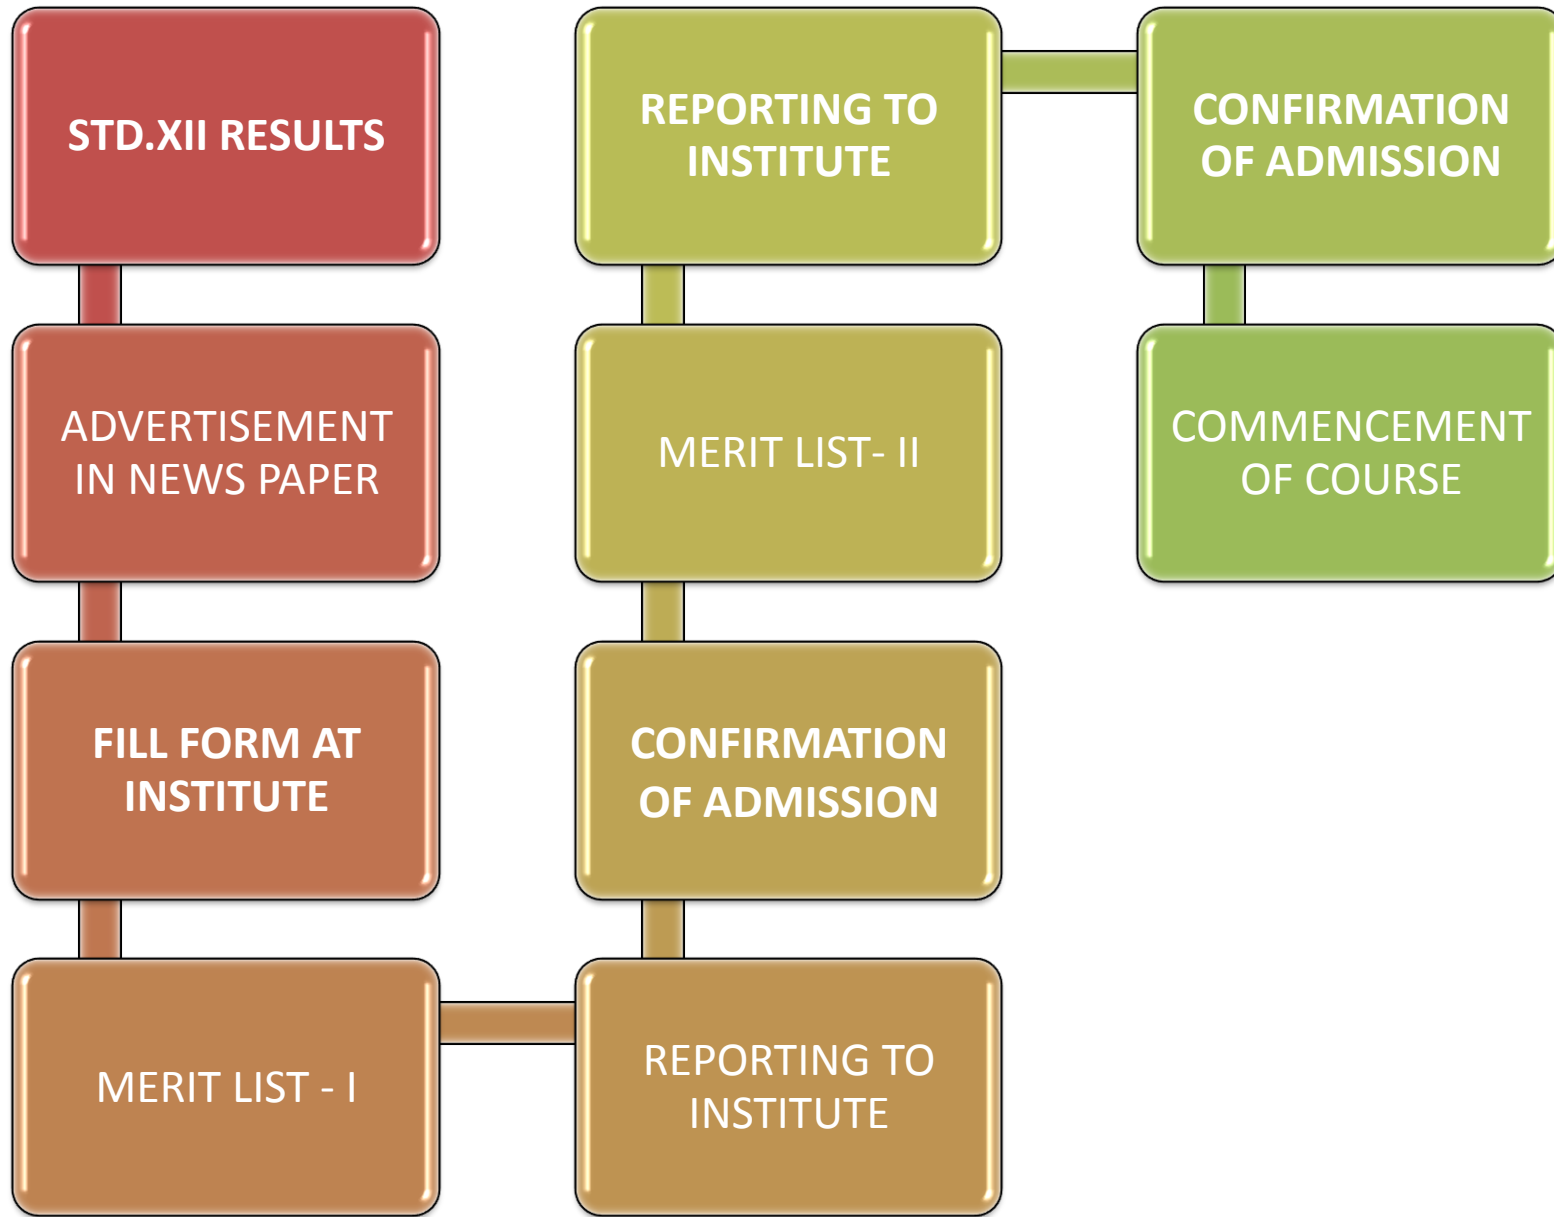 STD.XII RESULTS
ADVERTISEMENT
IN NEWS PAPER
FILL FORM AT
INSTITUTE
MERIT LIST - I
REPORTING TO
INSTITUTE
CONFIRMATION
OF ADMISSION
MERIT LIST- II
REPORTING TO
INSTITUTE
CONFIRMATION
OF ADMISSION
COMMENCEMENT
OF COURSE